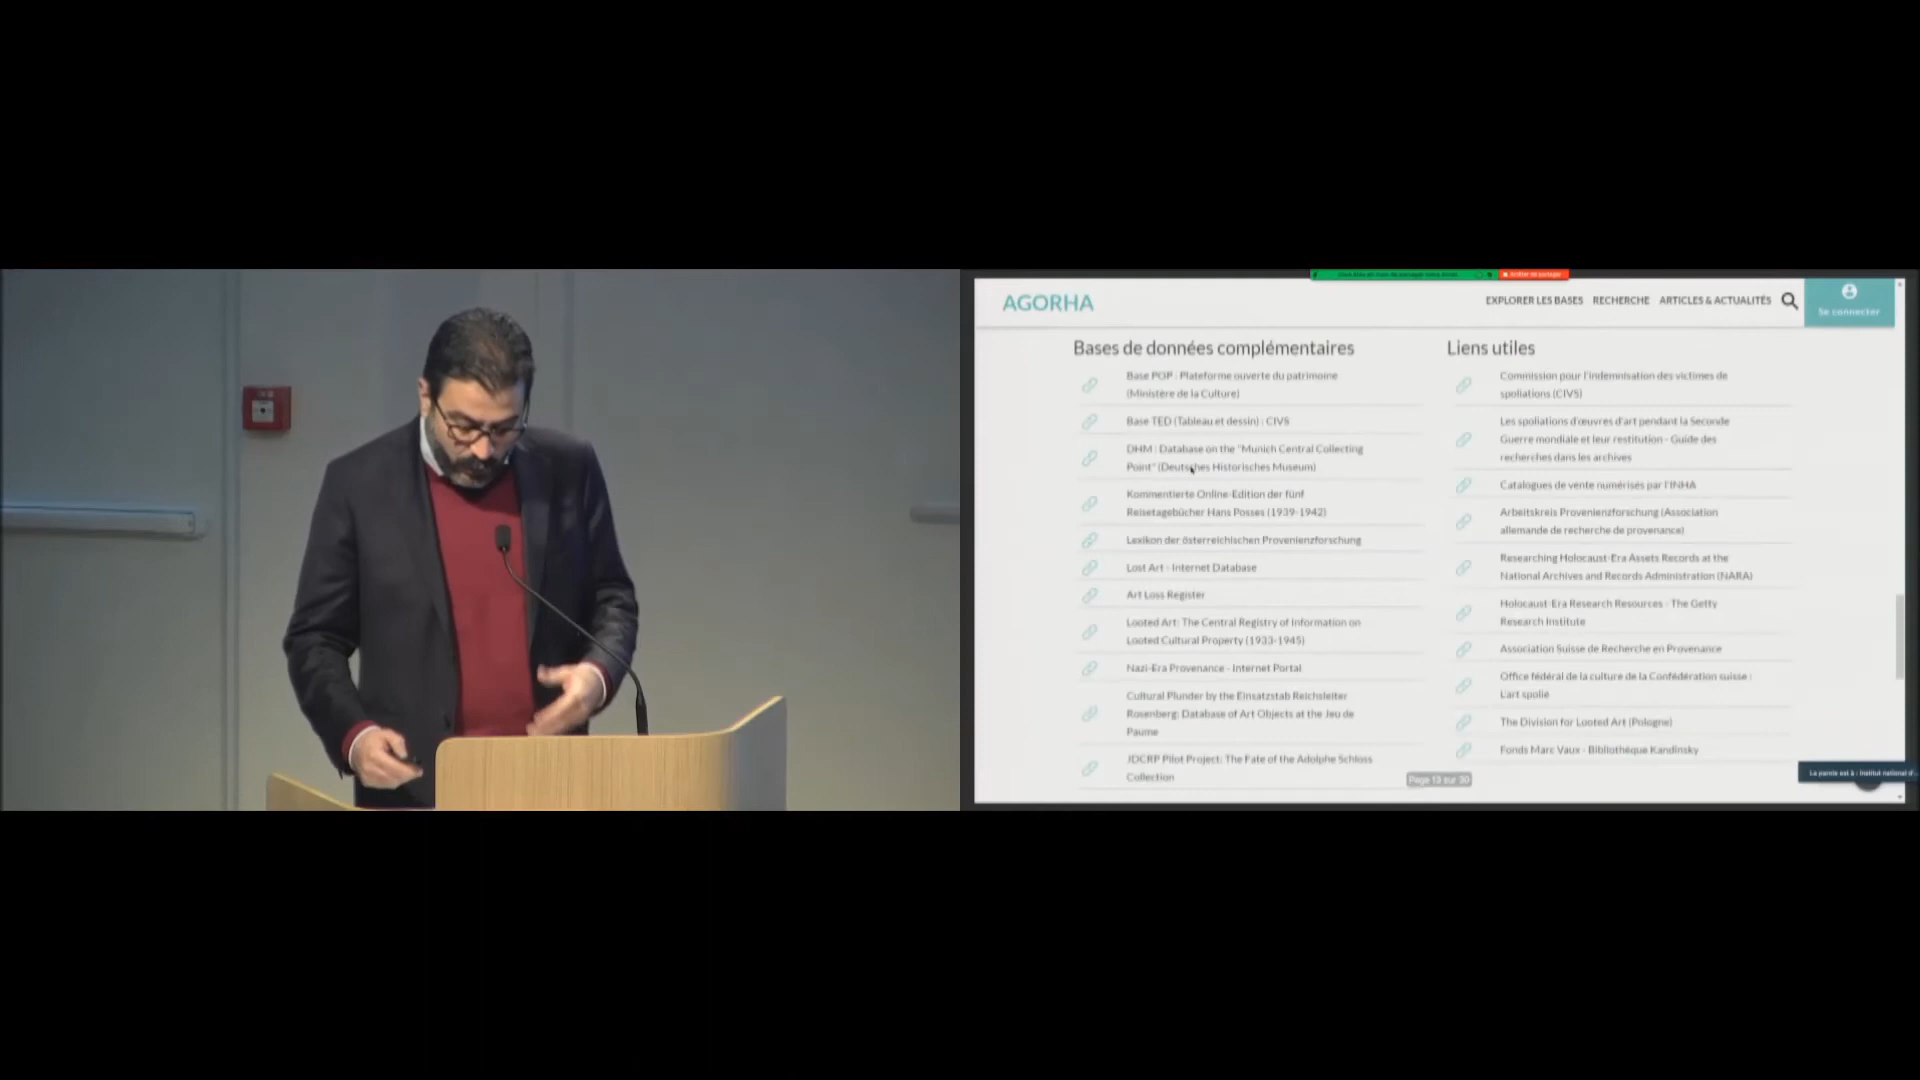 AGORHA
EXPLORER LES BASES
RECHERCHE
ARTICLES & ACTUALITÉS
Se connecter
Bases de données complémentaires
Base POP : Plateforme ouverte du patrimoine
(Ministère de la Culture)
Base TED (Tableau et dessin) : CIVS
DHM : Database on the "Munich Central Collecting
Point" (Deutsches Historisches Museum)
Kommentierte Online-Edition der fünf
Reisetagebücher Hans Posses (1939-1942)
Lexikon der österreichischen Provenienzforschung
Lost Art - Internet Database
Art Loss Register
Looted Art: The Central Registry of Information on
Looted Cultural Property (1933-1945)
Nazi-Era Provenance - Internet Portal
Cultural Plunder by the Einsatzstab Reichsleiter
Rosenberg: Database of Art Objects at the Jeu de
Paume
JDCRP Pilot Project: The Fate of the Adolphe Schloss
Collection
Liens utiles
Commission pour l'indemnisation des victimes de
spoliations (CIVS)
Les spoliations d'œuvres d'art pendant la Seconde
Guerre mondiale et leur restitution - Guide des
recherches dans les archives
Catalogues de vente numérisés par l'INHA
Arbeitskreis Provenienzforschung (Association
allemande de recherche de provenance)
Researching Holocaust-Era Assets Records at the
National Archives and Records Administration (NARA)
Holocaust-Era Research Resources - The Getty
Research Institute
Association Suisse de Recherche en Provenance
Office fédéral de la culture de la Confédération suisse :
L'art spolié
The Division for Looted Art (Pologne)
Fonds Marc Vaux - Bibliothèque Kandinsky
Page 13 sur 30
La parole est à : Institut national d'